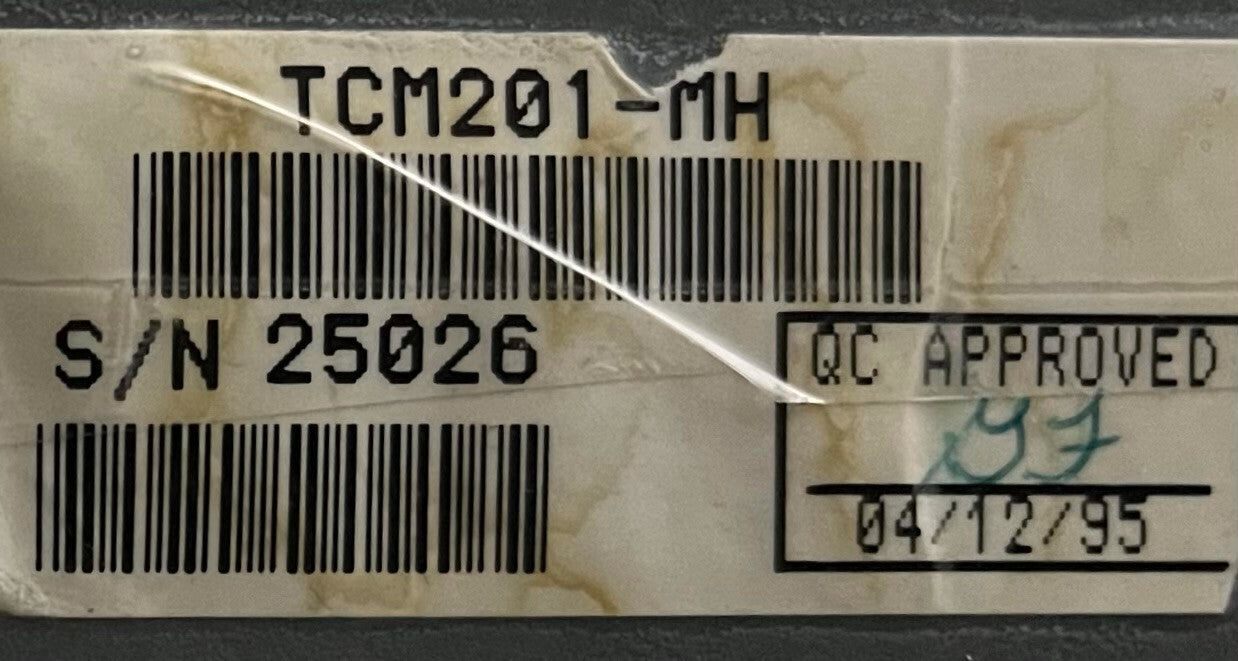 TCM201-MH
S/N 25026
QC APPROVED
04/12/95